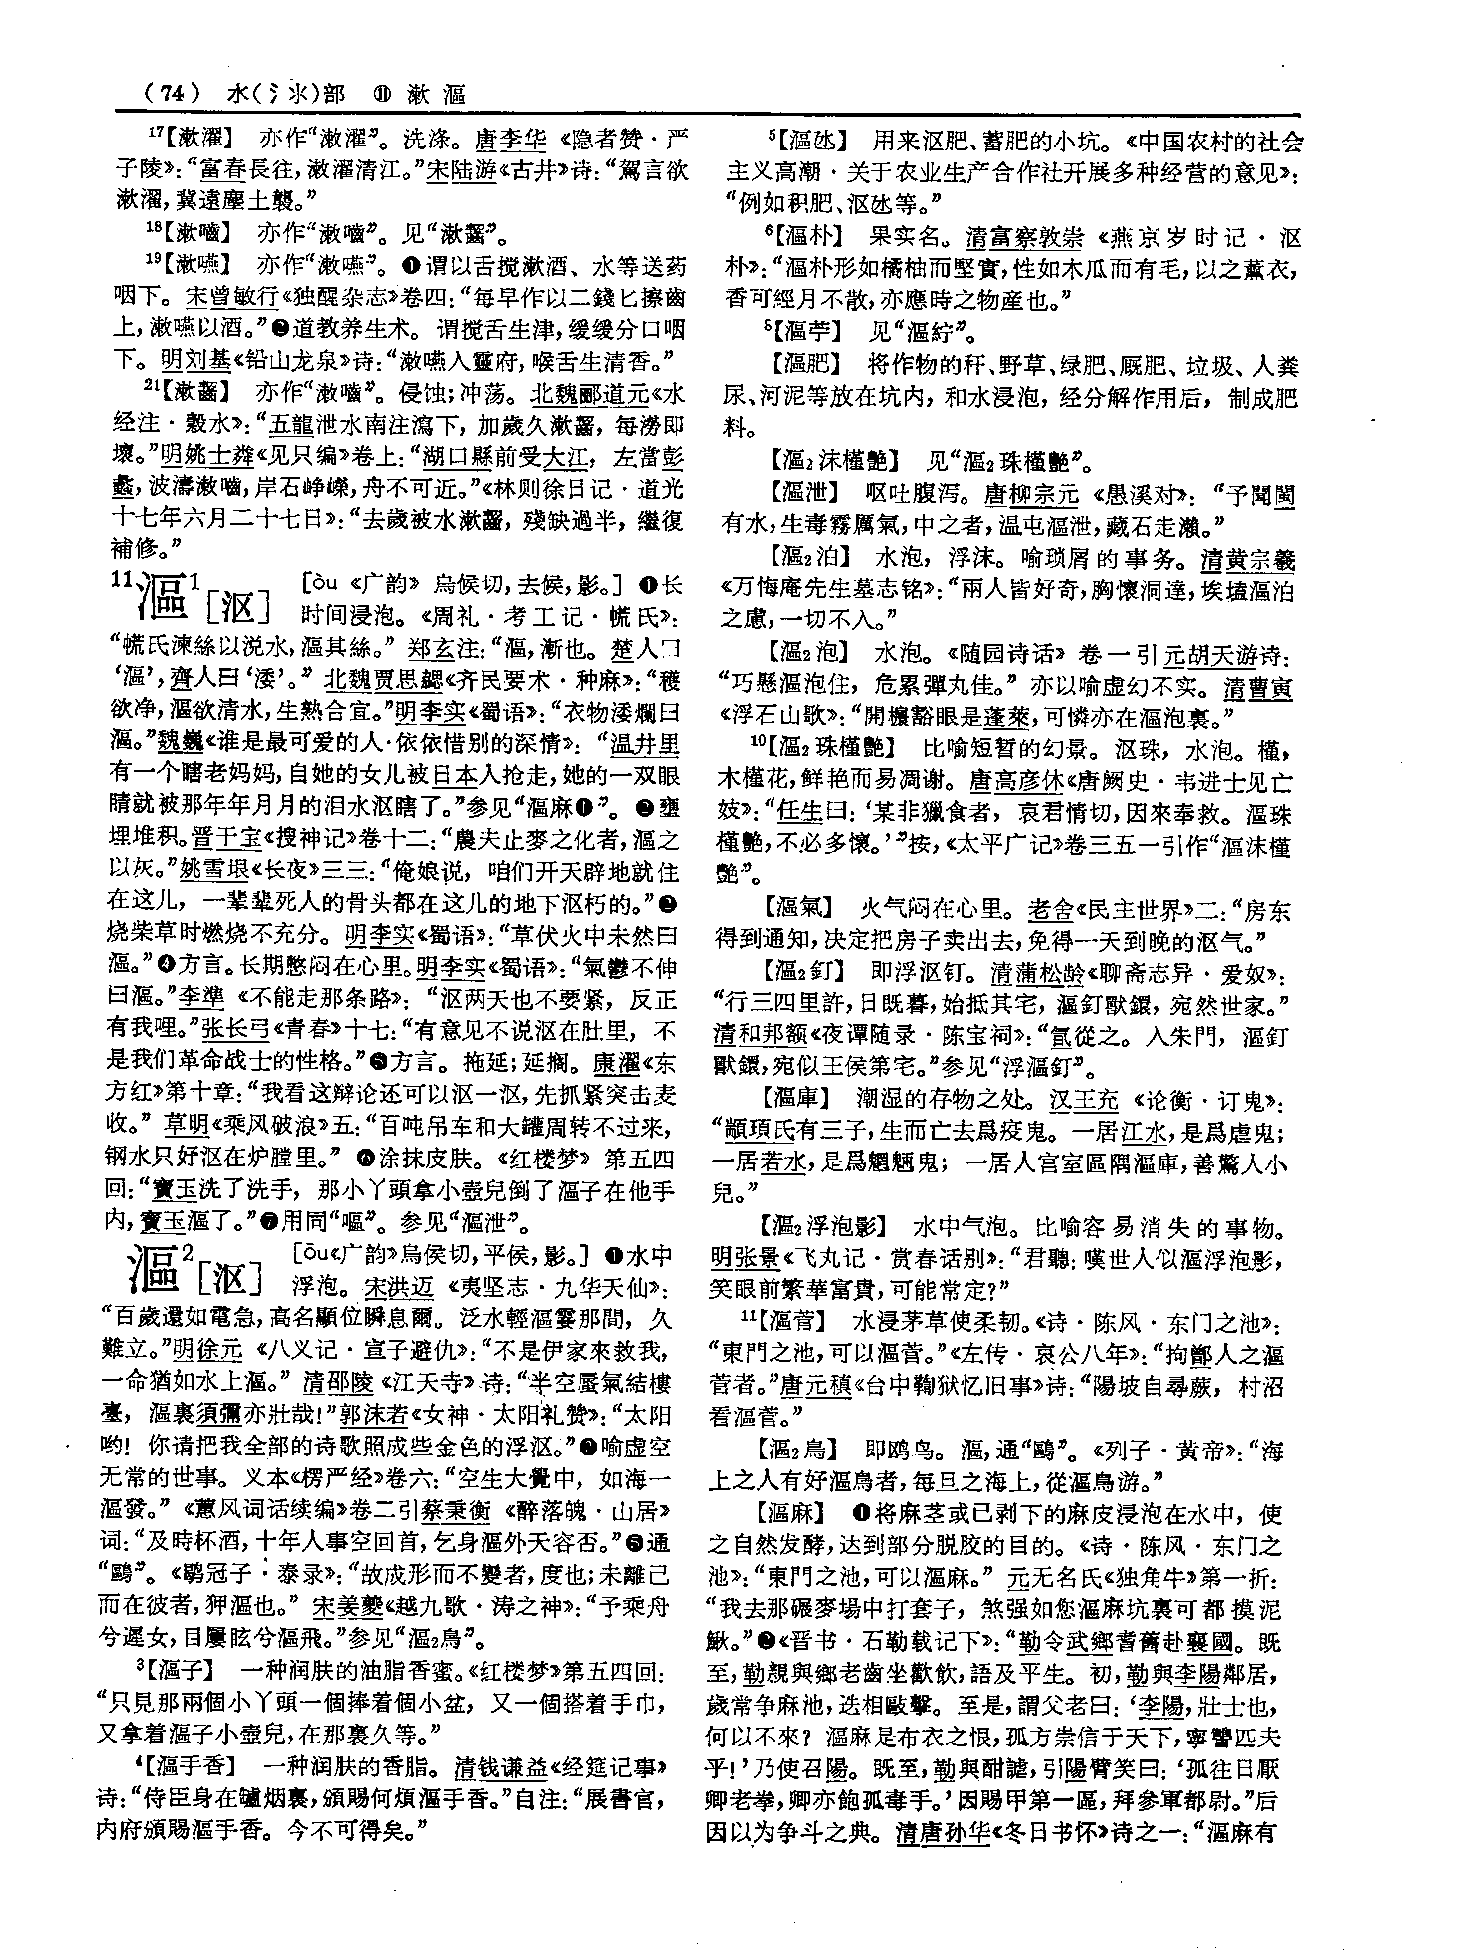 （74） 水（氵氺）部 ⑪ 漱 漚
17【漱濯】 亦作“潄濯”。洗涤。唐李华《隐者赞·严
子陵》：“富春長往，潄濯清江。”宋陆游《古井》诗：“駕言欲
漱濯，冀遠塵土襲。”
18【漱嚙】 亦作“潄嚙”。见“漱齧”。
19【漱嚥】 亦作“潄嚥”。❶谓以舌搅漱酒、水等送药
咽下。宋曾敏行《独醒杂志》卷四：“每早作以二錢匕擦齒
上，潄嚥以酒。”❷道教养生术。谓搅舌生津，缓缓分口咽
下。明刘基《铅山龙泉》诗：“漱嚥入靈府，喉舌生清香。”
21【漱齧】 亦作“漱嚙”。侵蚀；冲荡。北魏郦道元《水
经注·穀水》：“五龍泄水南注瀉下，加歲久漱齧，每澇即
壞。”明姚士粦《见只编》卷上：“湖口縣前受大江，左當彭
蠡，波濤漱嚙，岸石峥嶸，舟不可近。”《林则徐日记·道光
十七年六月二十七日》：“去歲被水漱齧，殘缺過半，繼復
補修。”
11漚1［沤］ ［òu 《广韵》烏候切，去候，影。］ ❶长
时间浸泡。《周礼·考工记·㡛氏》：
“㡛氏湅絲以涚水，漚其絲。” 郑玄注：“漚，漸也。楚人曰
‘漚’，齊人曰‘涹’。” 北魏贾思勰《齐民要术·种麻》：“穫
欲净，漚欲清水，生熟合宜。”明李实《蜀语》：“衣物涹爛曰
漚。”魏巍《谁是最可爱的人·依依惜别的深情》：“温井里
有一个瞎老妈妈，自她的女儿被日本人抢走，她的一双眼
睛就被那年年月月的泪水沤瞎了。”参见“漚麻❶”。❷壅
埋堆积。晋干宝《搜神记》卷十二：“農夫止麥之化者，漚之
以灰。”姚雪垠《长夜》三三：“俺娘说，咱们开天辟地就住
在这儿，一辈辈死人的骨头都在这儿的地下沤朽的。”❸
烧柴草时燃烧不充分。明李实《蜀语》：“草伏火中未然曰
漚。”❹方言。长期憋闷在心里。明李实《蜀语》：“氣鬱不伸
曰漚。”李準《不能走那条路》：“沤两天也不要紧，反正
有我哩。”张长弓《青春》十七：“有意见不说沤在肚里，不
是我们革命战士的性格。”❺方言。拖延；延搁。康濯《东
方红》第十章：“我看这辩论还可以沤一沤，先抓紧突击麦
收。” 草明《乘风破浪》五：“百吨吊车和大罐周转不过来，
钢水只好沤在炉膛里。” ❻涂抹皮肤。《红楼梦》第五四
回：“寶玉洗了洗手，那小丫頭拿小壺兒倒了漚子在他手
内，寶玉漚了。”❼用同“嘔”。参见“漚泄”。
漚2［沤］ ［ōu《广韵》烏侯切，平侯，影。］ ❶水中
浮泡。宋洪迈《夷坚志·九华天仙》：
“百歲還如電急，高名顯位瞬息爾。泛水輕漚霎那間，久
難立。”明徐元《八义记·宣子避仇》：“不是伊家來救我，
一命猶如水上漚。” 清邵陵《江天寺》诗：“半空蜃氣結樓
臺，漚裏須彌亦壯哉！”郭沫若《女神·太阳礼赞》：“太阳
哟！你请把我全部的诗歌照成些金色的浮沤。”❷喻虚空
无常的世事。义本《楞严经》卷六：“空生大覺中，如海一
漚發。”《蕙风词话续编》卷二引蔡秉衡《醉落魄·山居》
词：“及時杯酒，十年人事空回首，乞身漚外天容否。”❸通
“鷗”。《鹖冠子·泰录》：“故成形而不變者，度也；未離己
而在彼者，狎漚也。” 宋姜夔《越九歌·涛之神》：“予乘舟
兮遲女，目屢眩兮漚飛。”参见“漚2鳥”。
3【漚子】 一种润肤的油脂香蜜。《红楼梦》第五四回：
“只見那兩個小丫頭一個捧着個小盆，又一個搭着手巾，
又拿着漚子小壺兒，在那裏久等。”
4【漚手香】 一种润肤的香脂。清钱谦益《经筵记事》
诗：“侍臣身在罏烟裏，頒賜何煩漚手香。”自注：“展書官，
内府頒賜漚手香。今不可得矣。”
5【漚氹】 用来沤肥、蓄肥的小坑。《中国农村的社会
主义高潮·关于农业生产合作社开展多种经营的意见》：
“例如积肥、沤氹等。”
6【漚朴】 果实名。清富察敦崇《燕京岁时记·沤
朴》：“漚朴形如橘柚而堅實，性如木瓜而有毛，以之薰衣，
香可經月不散，亦應時之物産也。”
8【漚苧】 见“漚紵”。
【漚肥】 将作物的秆、野草、绿肥、厩肥、垃圾、人粪
尿、河泥等放在坑内，和水浸泡，经分解作用后，制成肥
料。
【漚2沫槿艷】 见“漚2珠槿艷”。
【漚泄】 呕吐腹泻。唐柳宗元《愚溪对》：“予聞閩
有水，生毒霧厲氣，中之者，温屯漚泄，藏石走瀨。”
【漚2泊】 水泡，浮沫。喻琐屑的事务。清黄宗羲
《万悔庵先生墓志铭》：“兩人皆好奇，胸懷洞達，埃壒漚泊
之慮，一切不入。”
【漚2泡】 水泡。《随园诗话》卷一引元胡天游诗：
“巧懸漚泡住，危累彈丸佳。” 亦以喻虚幻不实。清曹寅
《浮石山歌》：“開櫳豁眼是蓬萊，可憐亦在漚泡裏。”
10【漚2珠槿艷】 比喻短暂的幻景。沤珠，水泡。槿，
木槿花，鲜艳而易凋谢。唐高彦休《唐阙史·韦进士见亡
妓》：“任生曰：‘某非獵食者，哀君情切，因來奉救。漚珠
槿艷，不必多懷。’”按，《太平广记》卷三五一引作“漚沫槿
艷”。
【漚氣】 火气闷在心里。老舍《民主世界》二：“房东
得到通知，决定把房子卖出去，免得一天到晚的沤气。”
【漚2釘】 即浮沤钉。清蒲松龄《聊斋志异·爱奴》：
“行三四里許，日既暮，始抵其宅，漚釘獸鐶，宛然世家。”
清和邦额《夜谭随录·陈宝祠》：“氤從之。入朱門，漚釘
獸鐶，宛似王侯第宅。”参见“浮漚釘”。
【漚庫】 潮湿的存物之处。汉王充《论衡·订鬼》：
“顓頊氏有三子，生而亡去爲疫鬼。一居江水，是爲虐鬼；
一居若水，是爲魍魎鬼；一居人宫室區隅漚庫，善驚人小
兒。”
【漚2浮泡影】 水中气泡。比喻容易消失的事物。
明张景《飞丸记·赏春话别》：“君聽：嘆世人似漚浮泡影，
笑眼前繁華富貴，可能常定？”
11【漚菅】 水浸茅草使柔韧。《诗·陈风·东门之池》：
“東門之池，可以漚菅。”《左传·哀公八年》：“拘鄫人之漚
菅者。”唐元稹《台中鞫狱忆旧事》诗：“陽坡自尋蕨，村沼
看漚菅。”
【漚2鳥】 即鸥鸟。漚，通“鷗”。《列子·黄帝》：“海
上之人有好漚鳥者，每旦之海上，從漚鳥游。”
【漚麻】 ❶将麻茎或已剥下的麻皮浸泡在水中，使
之自然发酵，达到部分脱胶的目的。《诗·陈风·东门之
池》：“東門之池，可以漚麻。” 元无名氏《独角牛》第一折：
“我去那碾麥場中打套子，煞强如您漚麻坑裏可都摸泥
鰍。”❷《晋书·石勒载记下》：“勒令武鄉耆舊赴襄國。既
至，勒親與鄉老齒坐歡飲，語及平生。初，勒與李陽鄰居，
歲常争麻池，迭相毆擊。至是，謂父老曰：‘李陽，壯士也，
何以不來？漚麻是布衣之恨，孤方崇信于天下，寧讐匹夫
乎！’乃使召陽。既至，勒與酣謔，引陽臂笑曰：‘孤往日厭
卿老拳，卿亦飽孤毒手。’因賜甲第一區，拜參軍都尉。”后
因以为争斗之典。清唐孙华《冬日书怀》诗之一：“漚麻有